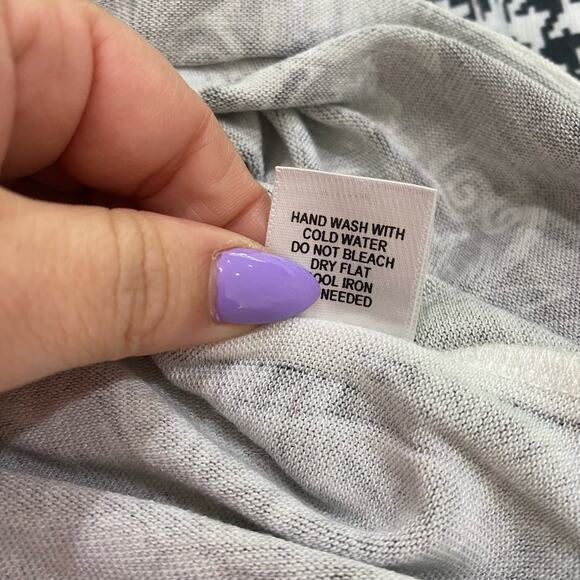 HAND WASH WITH
COLD WATER
DO NOT BLEACH
DRY FLAT
OOL IRON
NEEDED